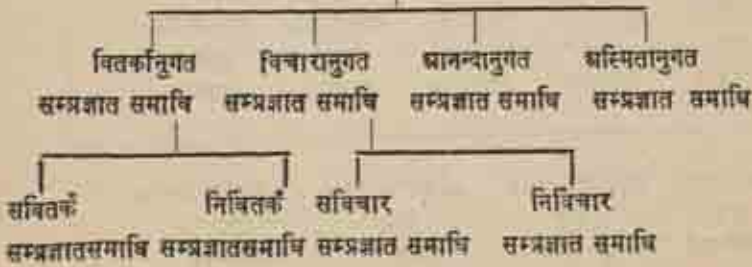 वितर्कानुगत विचारानुगत आनन्दानुगत अस्मितानुगत
सम्प्रज्ञात समाधि सम्प्रज्ञात समाधि सम्प्रज्ञात समाधि सम्प्रज्ञात समाधि
सवितर्क निर्वितर्क सविचार निर्विचार
सम्प्रज्ञातसमाधि सम्प्रज्ञातसमाधि सम्प्रज्ञात समाधि सम्प्रज्ञात समाधि